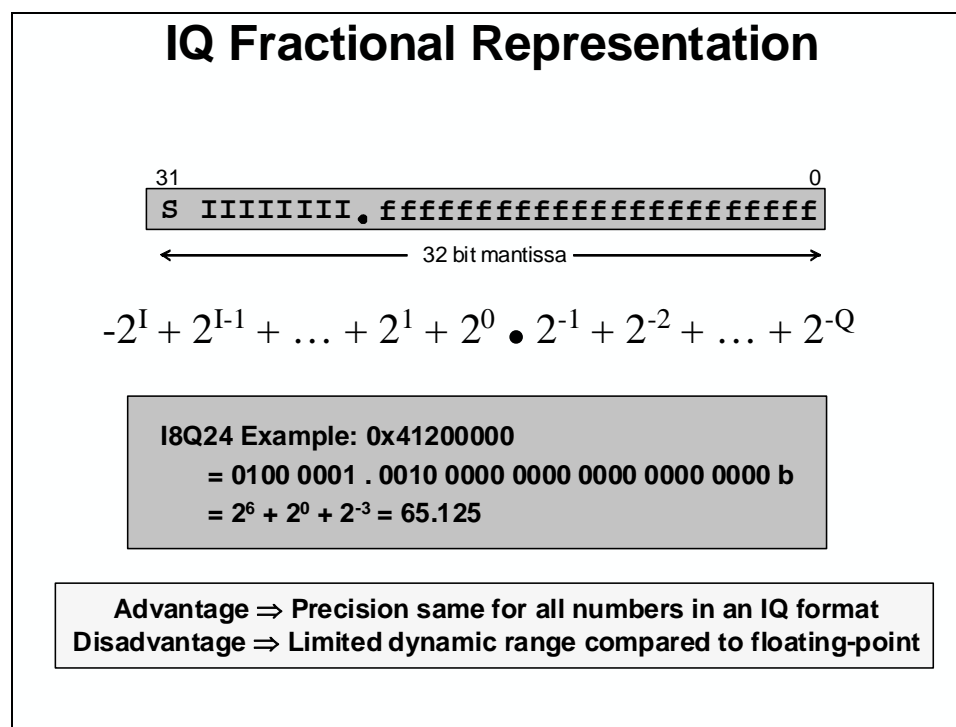 IQ Fractional Representation
31 0
S IIIIIIII.fffffffffffffffffffffff
32 bit mantissa
-2^I + 2^I-1 + … + 2^1 + 2^0 • 2^-1 + 2^-2 + … + 2^-Q
I8Q24 Example: 0x41200000
= 0100 0001 . 0010 0000 0000 0000 0000 0000 b
= 2^6 + 2^0 + 2^-3 = 65.125
Advantage ⇒ Precision same for all numbers in an IQ format
Disadvantage ⇒ Limited dynamic range compared to floating-point